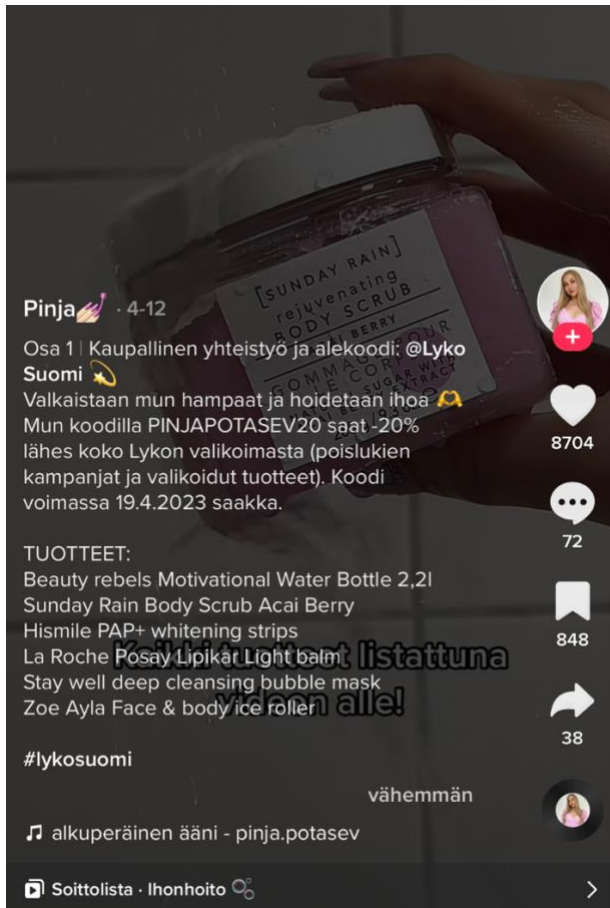 [SUNDAY RAIN]
rejuvenating
BODY SCRUB
BERRY
Pinja💅 · 4-12
Osa 1 | Kaupallinen yhteistyö ja alekoodi: @Lyko
Suomi 💫
Valkaistaan mun hampaat ja hoidetaan ihoa 🫶
Mun koodilla PINJAPOTASEV20 saat -20%
lähes koko Lykon valikoimasta (poislukien
kampanjat ja valikoidut tuotteet). Koodi
voimassa 19.4.2023 saakka.
TUOTTEET:
Beauty rebels Motivational Water Bottle 2,2l
Sunday Rain Body Scrub Acai Berry
Hismile PAP+ whitening strips
La Roche Posay Lipikar Light balm
Stay well deep cleansing bubble mask
Zoe Ayla Face & body ice roller
Kaikki tuotteet listattuna
videon alle!
#lykosuomi
vähemmän
♫ alkuperäinen ääni - pinja.potasev
Soittolista · Ihonhoito 🫧
8704
72
848
38